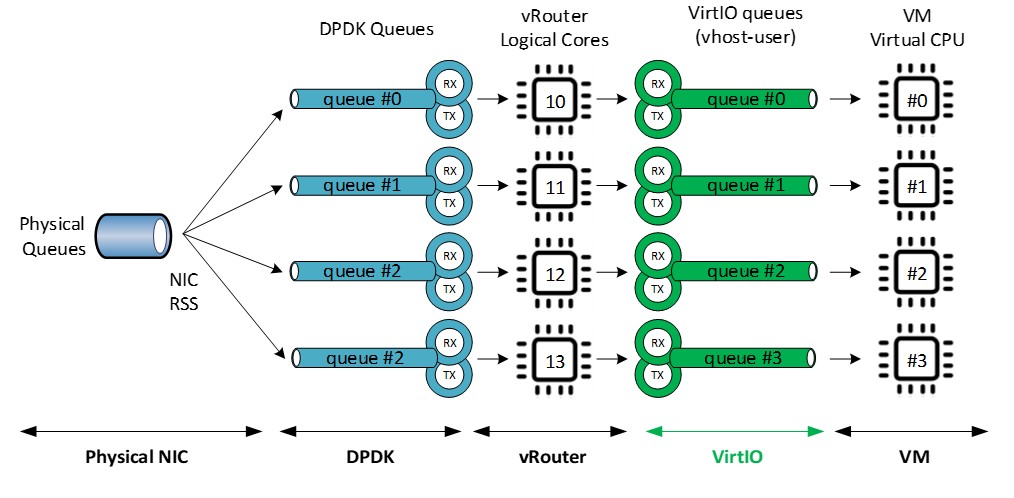 DPDK Queues
vRouter
Logical Cores
VirtIO queues
(vhost-user)
VM
Virtual CPU
RX
queue #0
TX
10
RX
queue #0
TX
#0
RX
queue #1
TX
11
RX
queue #1
TX
#1
Physical
Queues
NIC
RSS
RX
queue #2
TX
12
RX
queue #2
TX
#2
RX
queue #2
TX
13
RX
queue #3
TX
#3
Physical NIC
DPDK
vRouter
VirtIO
VM